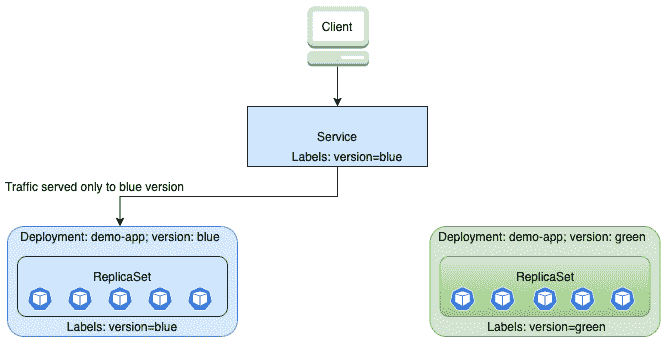 Client
Service
Labels: version=blue
Traffic served only to blue version
Deployment: demo-app; version: blue
ReplicaSet
Labels: version=blue
Deployment: demo-app; version: green
ReplicaSet
Labels: version=green